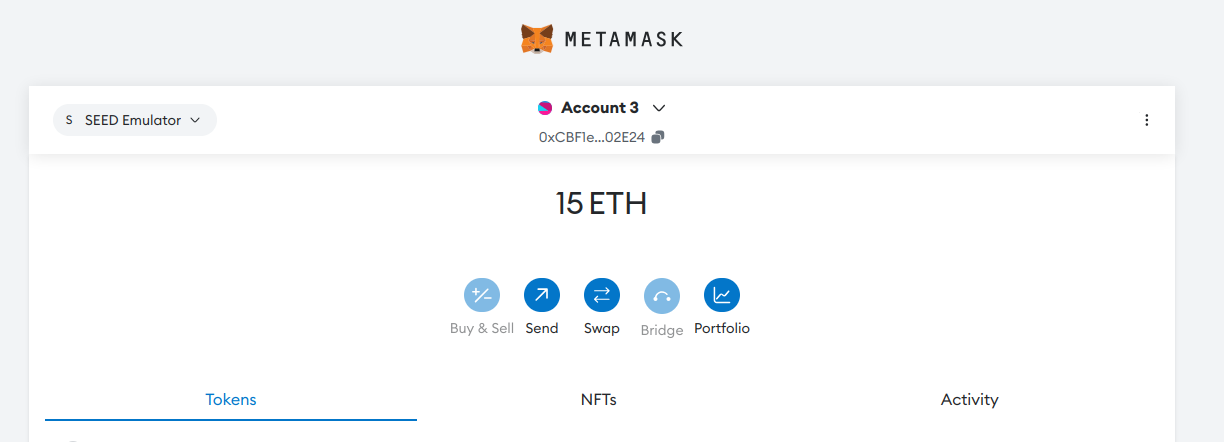 METAMASK
S SEED Emulator
Account 3
0xCBF1e...02E24
15 ETH
Buy & Sell Send Swap Bridge Portfolio
Tokens NFTs Activity